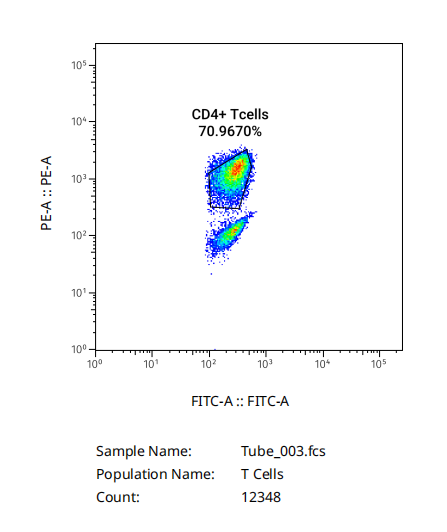 10⁵
CD4+ Tcells
70.9670%
10⁴
10³
10²
10¹
10⁰
PE-A :: PE-A
10⁰ 10¹ 10² 10³ 10⁴ 10⁵
FITC-A :: FITC-A
Sample Name: Tube_003.fcs
Population Name: T Cells
Count: 12348